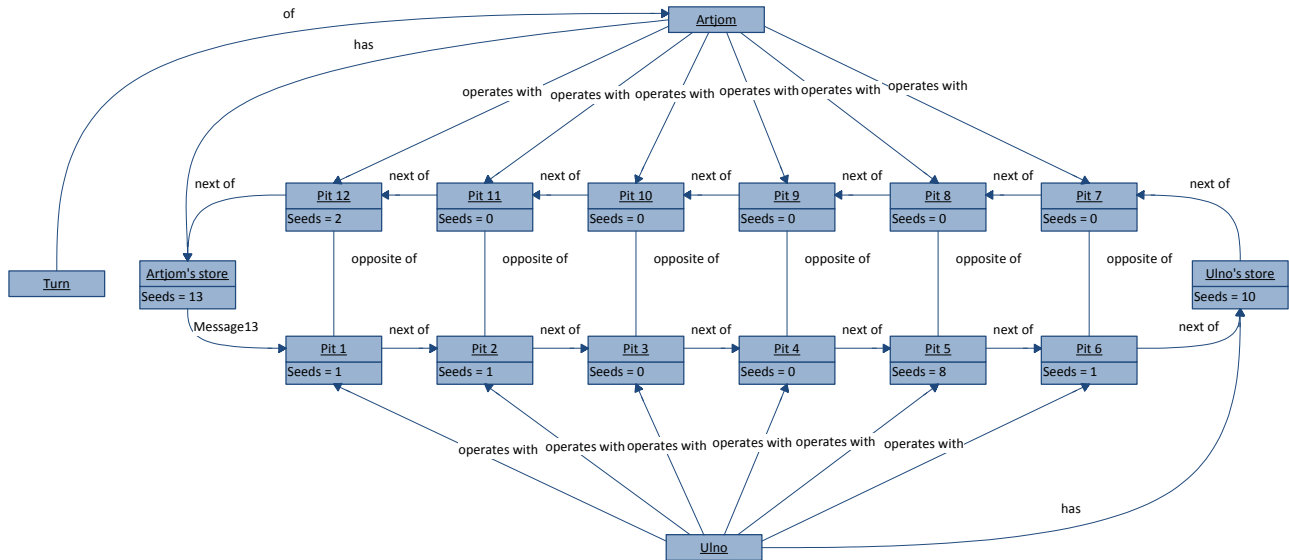 Artjom
of
has
operates with
operates with
operates with
operates with
operates with
operates with
next of
Pit 12
Seeds = 2
next of
Pit 11
Seeds = 0
next of
Pit 10
Seeds = 0
next of
Pit 9
Seeds = 0
next of
Pit 8
Seeds = 0
next of
Pit 7
Seeds = 0
next of
Turn
Artjom's store
Seeds = 13
opposite of
opposite of
opposite of
opposite of
opposite of
opposite of
Ulno's store
Seeds = 10
Message13
Pit 1
Seeds = 1
next of
Pit 2
Seeds = 1
next of
Pit 3
Seeds = 0
next of
Pit 4
Seeds = 0
next of
Pit 5
Seeds = 8
next of
Pit 6
Seeds = 1
next of
operates with
operates with
operates with
operates with
operates with
operates with
has
Ulno